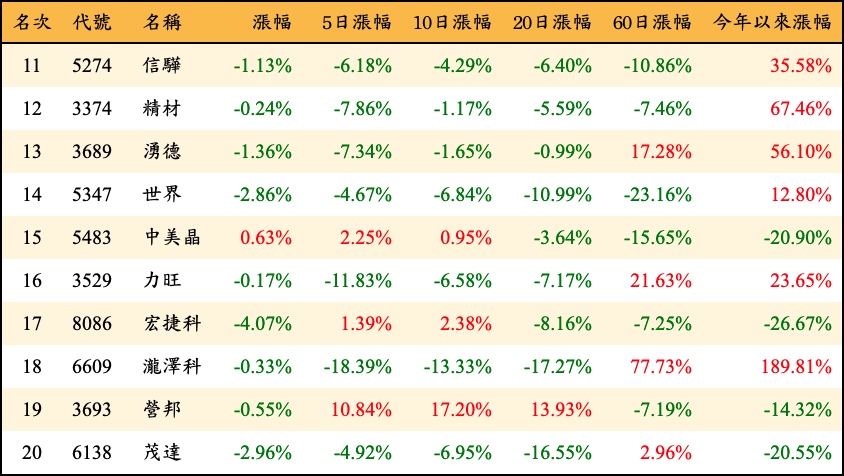 名次 代號 名稱 漲幅 5日漲幅 10日漲幅 20日漲幅 60日漲幅 今年以來漲幅
11 5274 信驊 -1.13% -6.18% -4.29% -6.40% -10.86% 35.58%
12 3374 精材 -0.24% -7.86% -1.17% -5.59% -7.46% 67.46%
13 3689 湧德 -1.36% -7.34% -1.65% -0.99% 17.28% 56.10%
14 5347 世界 -2.86% -4.67% -6.84% -10.99% -23.16% 12.80%
15 5483 中美晶 0.63% 2.25% 0.95% -3.64% -15.65% -20.90%
16 3529 力旺 -0.17% -11.83% -6.58% -7.17% 21.63% 23.65%
17 8086 宏捷科 -4.07% 1.39% 2.38% -8.16% -7.25% -26.67%
18 6609 瀧澤科 -0.33% -18.39% -13.33% -17.27% 77.73% 189.81%
19 3693 營邦 -0.55% 10.84% 17.20% 13.93% -7.19% -14.32%
20 6138 茂達 -2.96% -4.92% -6.95% -16.55% 2.96% -20.55%